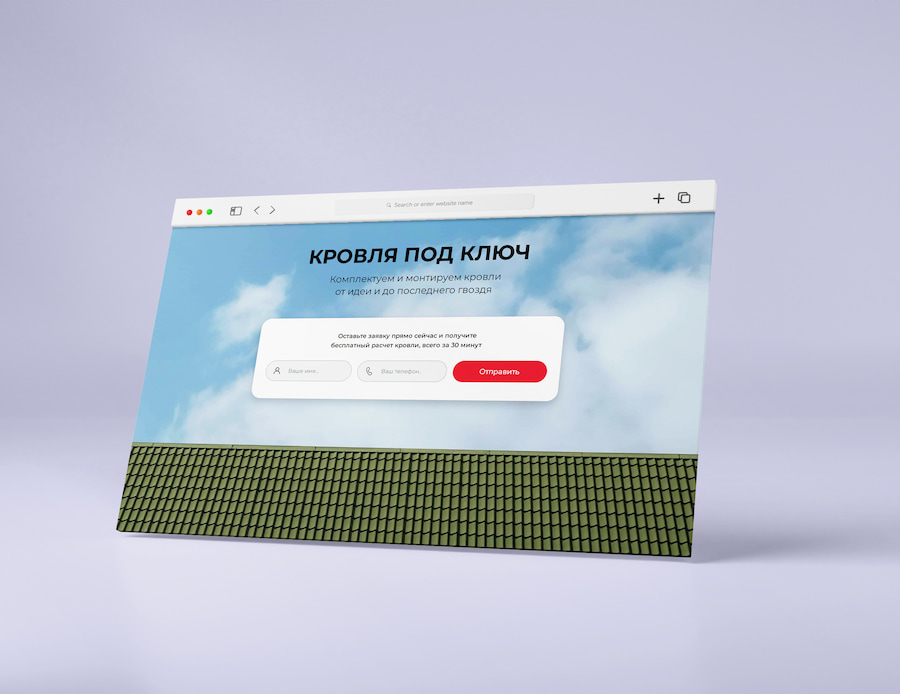 Search or enter website name
КРОВЛЯ ПОД КЛЮЧ
Комплектуем и монтируем кровли
от идеи и до последнего гвоздя
Оставьте заявку прямо сейчас и получите
бесплатный расчет кровли, всего за 30 минут
Ваше имя...
Ваш телефон..
Отправить